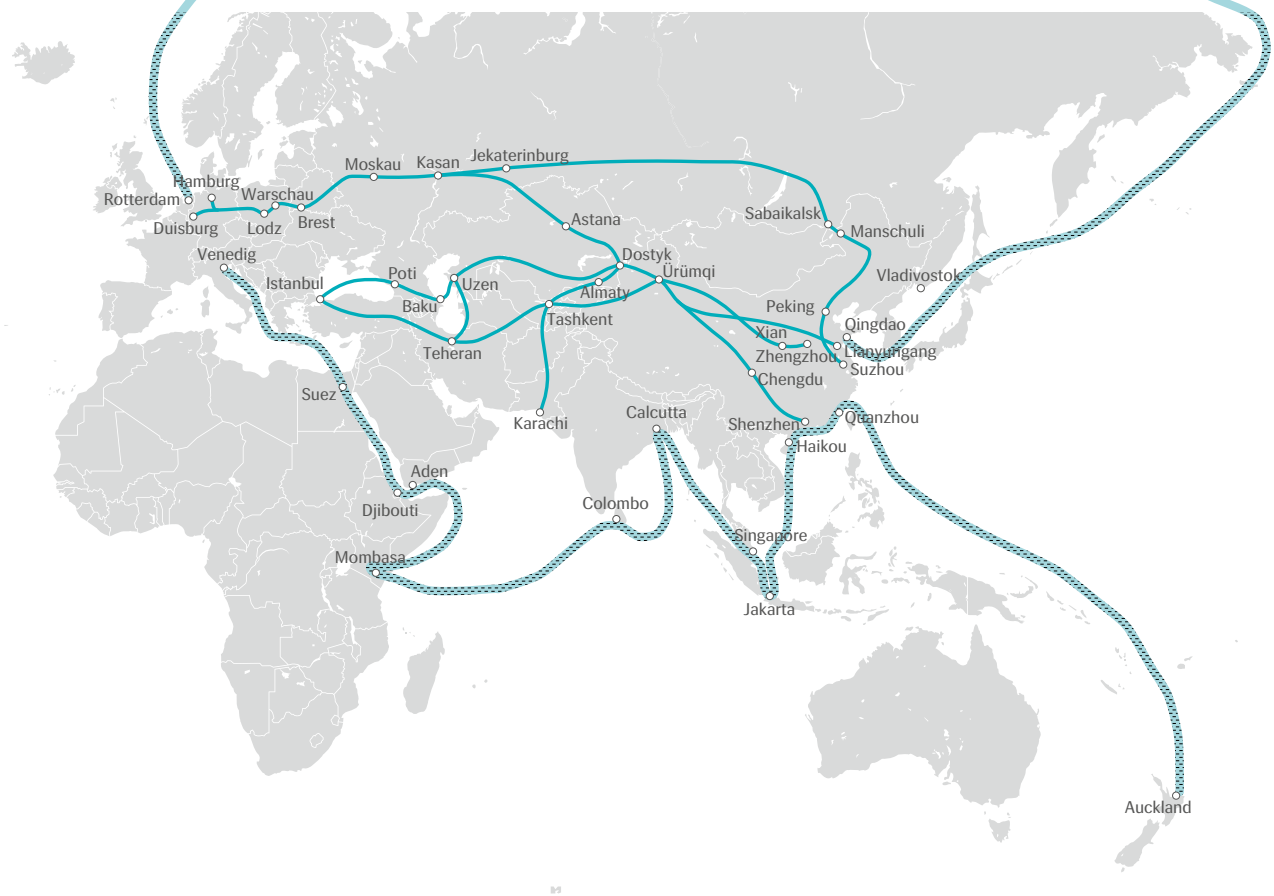 Jekaterinburg
Moskau
Kasan
Hamburg
Warschau
Rotterdam
Duisburg
Lodz
Brest
Sabaikalsk
Astana
Manschuli
Venedig
Dostyk
Ürümqi
Istanbul
Poti
Uzen
Almaty
Vladivostok
Baku
Peking
Tashkent
Qingdao
Xian
Teheran
Zhengzhou
Lianyungang
Suzhou
Chengdu
Suez
Karachi
Calcutta
Shenzhen
Quanzhou
Haikou
Aden
Djibouti
Colombo
Singapore
Mombasa
Jakarta
Auckland